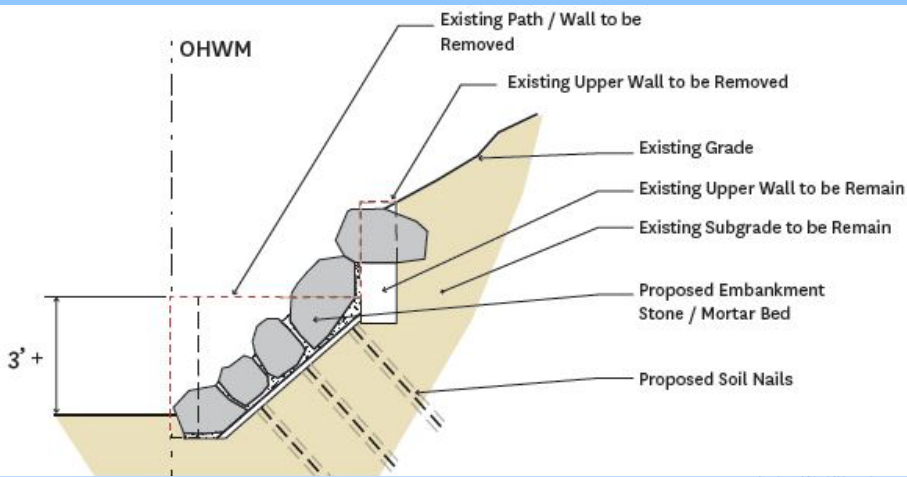 Existing Path / Wall to be
Removed
OHWM
Existing Upper Wall to be Removed
Existing Grade
Existing Upper Wall to be Remain
Existing Subgrade to be Remain
Proposed Embankment
Stone / Mortar Bed
3' +
Proposed Soil Nails